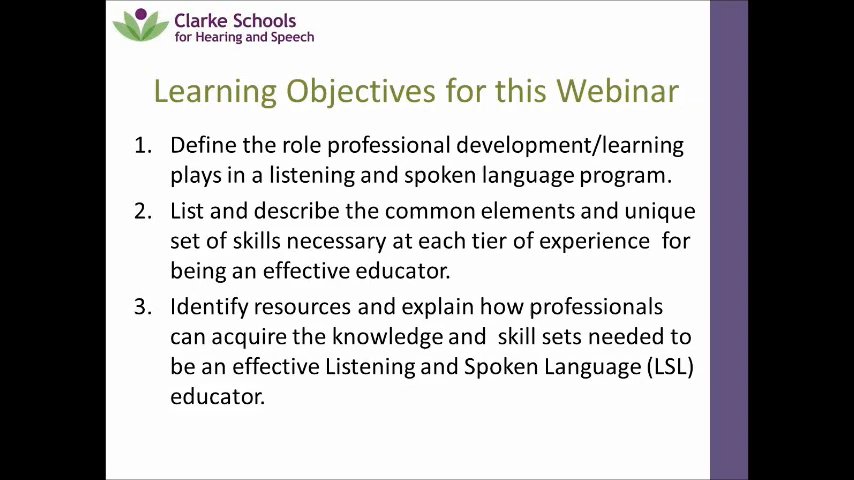 Clarke Schools
for Hearing and Speech
Learning Objectives for this Webinar
1. Define the role professional development/learning
plays in a listening and spoken language program.
2. List and describe the common elements and unique
set of skills necessary at each tier of experience  for
being an effective educator.
3. Identify resources and explain how professionals
can acquire the knowledge and  skill sets needed to
be an effective Listening and Spoken Language (LSL)
educator.